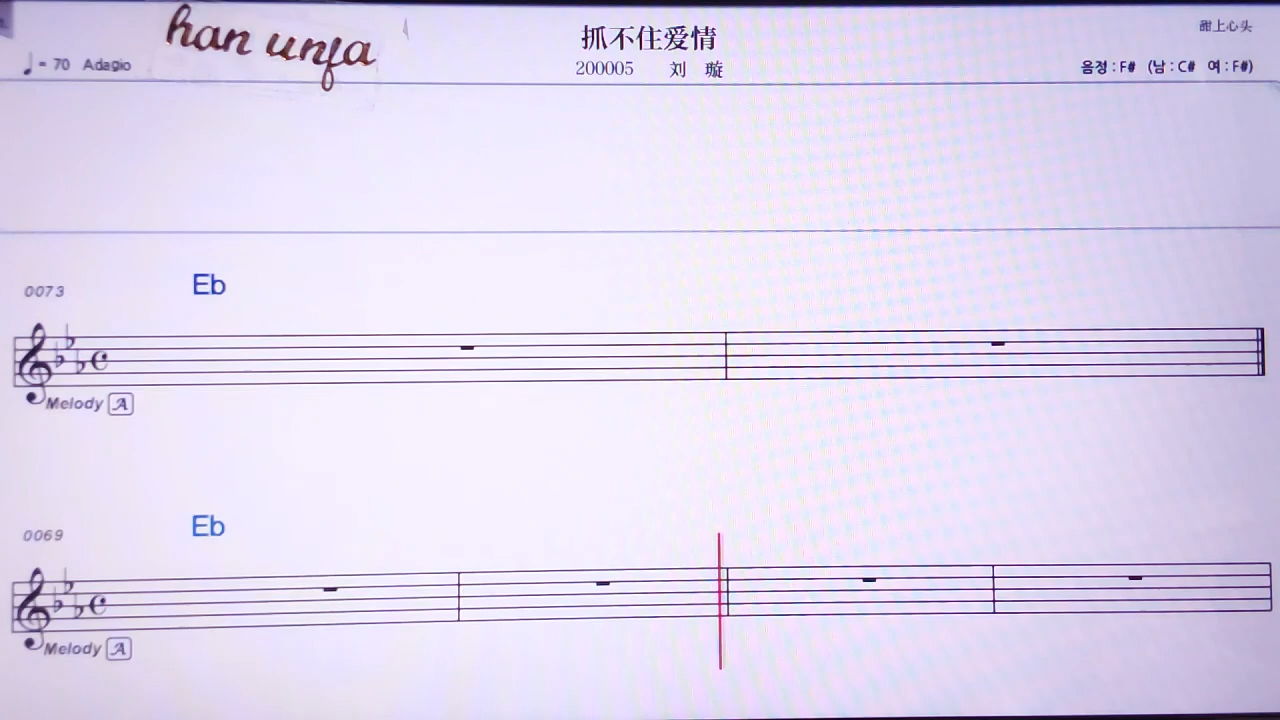 han unfa
抓不住爱情
甜上心头
= 70 Adagio
200005 刘 璇
음정 : F# (남 : C# 여 : F#)
0073 Eb
Melody A
0069 Eb
Melody A